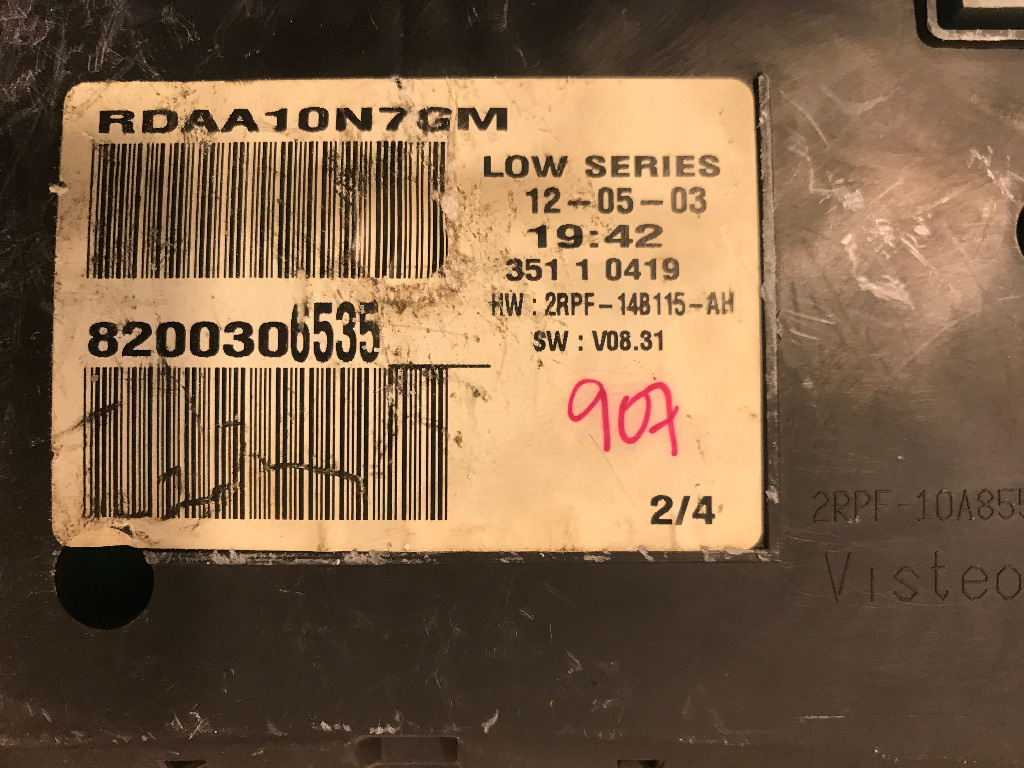 RDAA10N7GM
LOW SERIES
12-05-03
19:42
351 1 0419
HW : 2RPF-14B115-AH
SW : V08.31
8200306535
907
2/4
2RPF-10A855
Visteo